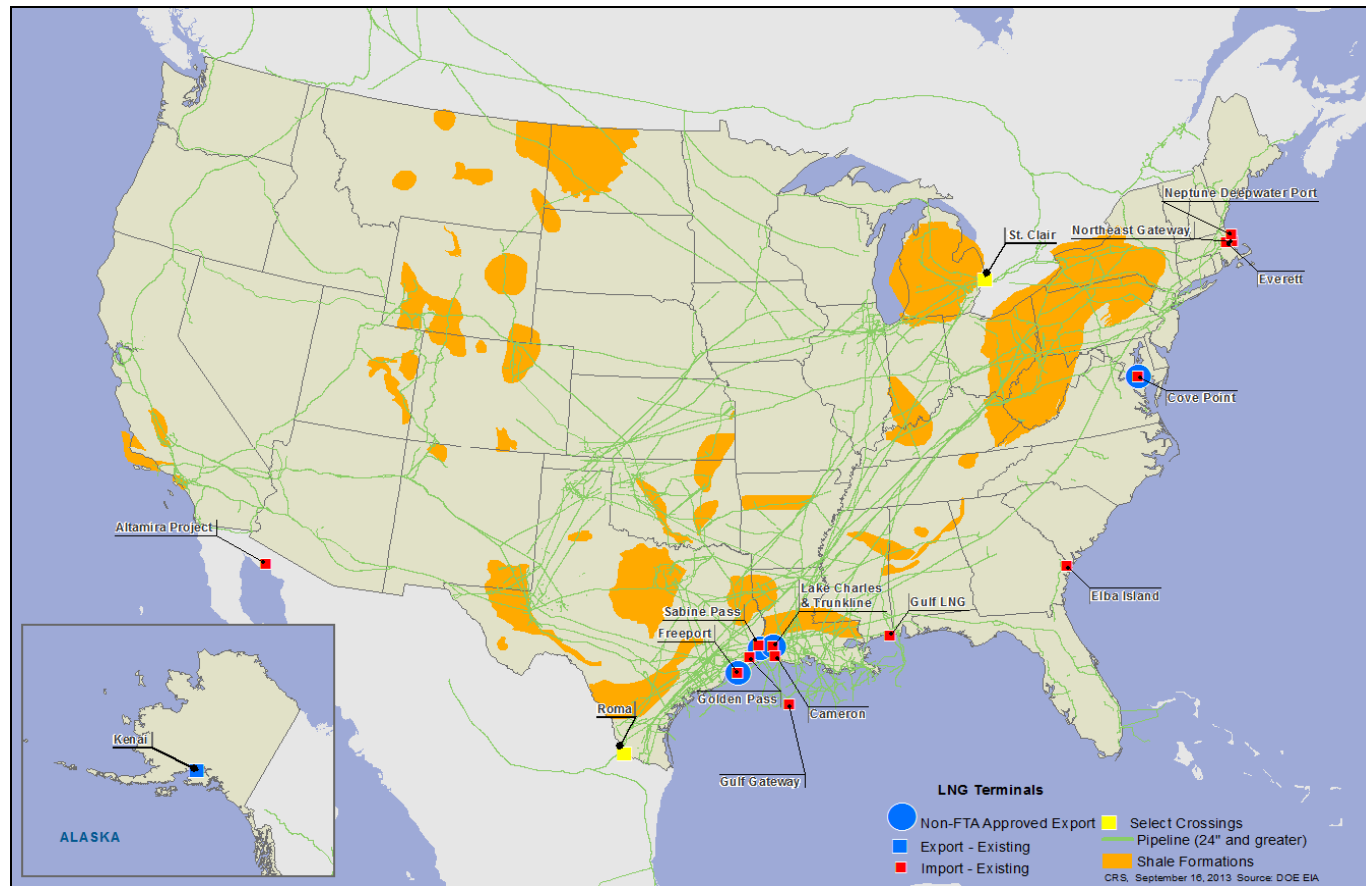 Neptune Deepwater Port
St. Clair
Northeast Gateway
Everett
Cove Point
Altamira Project
Elba Island
Lake Charles
& Trunkline
Gulf LNG
Sabine Pass
Freeport
Golden Pass
Cameron
Roma
Gulf Gateway
Kenai
ALASKA
LNG Terminals
Non-FTA Approved Export
Select Crossings
Export - Existing
Pipeline (24" and greater)
Import - Existing
Shale Formations
CRS, September 16, 2013 Source: DOE EIA